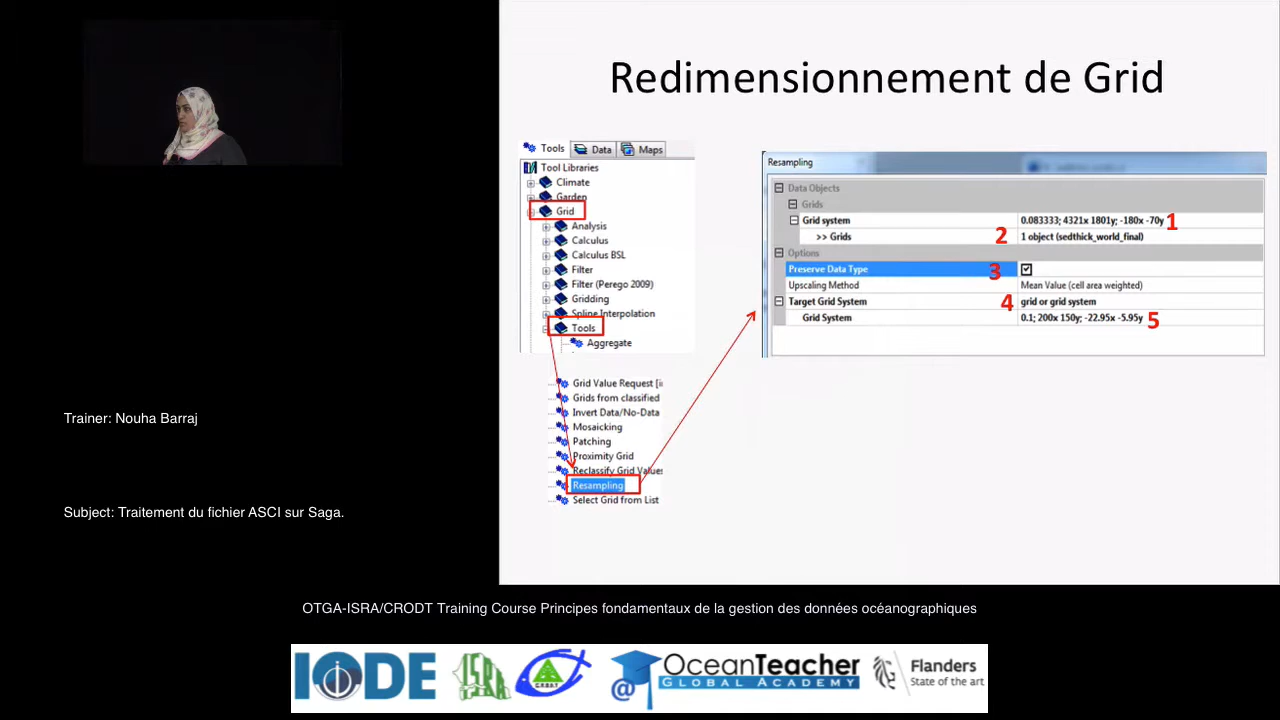 Redimensionnement de Grid
Tools
Data
Maps
Tool Libraries
Climate
Garden
Grid
Analysis
Calculus
Calculus BSL
Filter
Filter (Perego 2009)
Gridding
Spline Interpolation
Tools
Aggregate
Grid Value Request [i
Grids from classified
Invert Data/No-Data
Mosaicking
Patching
Proximity Grid
Reclassify Grid Values
Resampling
Select Grid from List
Resampling
Data Objects
Grids
Grid system 0.083333; 4321x 1801y; -180x -70y 1
>> Grids 2 1 object (sedthick_world_final)
Options
Preserve Data Type 3
Upscaling Method Mean Value (cell area weighted)
Target Grid System 4 grid or grid system
Grid System 0.1; 200x 150y; -22.95x -5.95y 5
Trainer: Nouha Barraj
Subject: Traitement du fichier ASCI sur Saga.
OTGA-ISRA/CRODT Training Course Principes fondamentaux de la gestion des données océanographiques
IODE
ISRA
OceanTeacher
GLOBAL ACADEMY
@
Flanders
State of the art